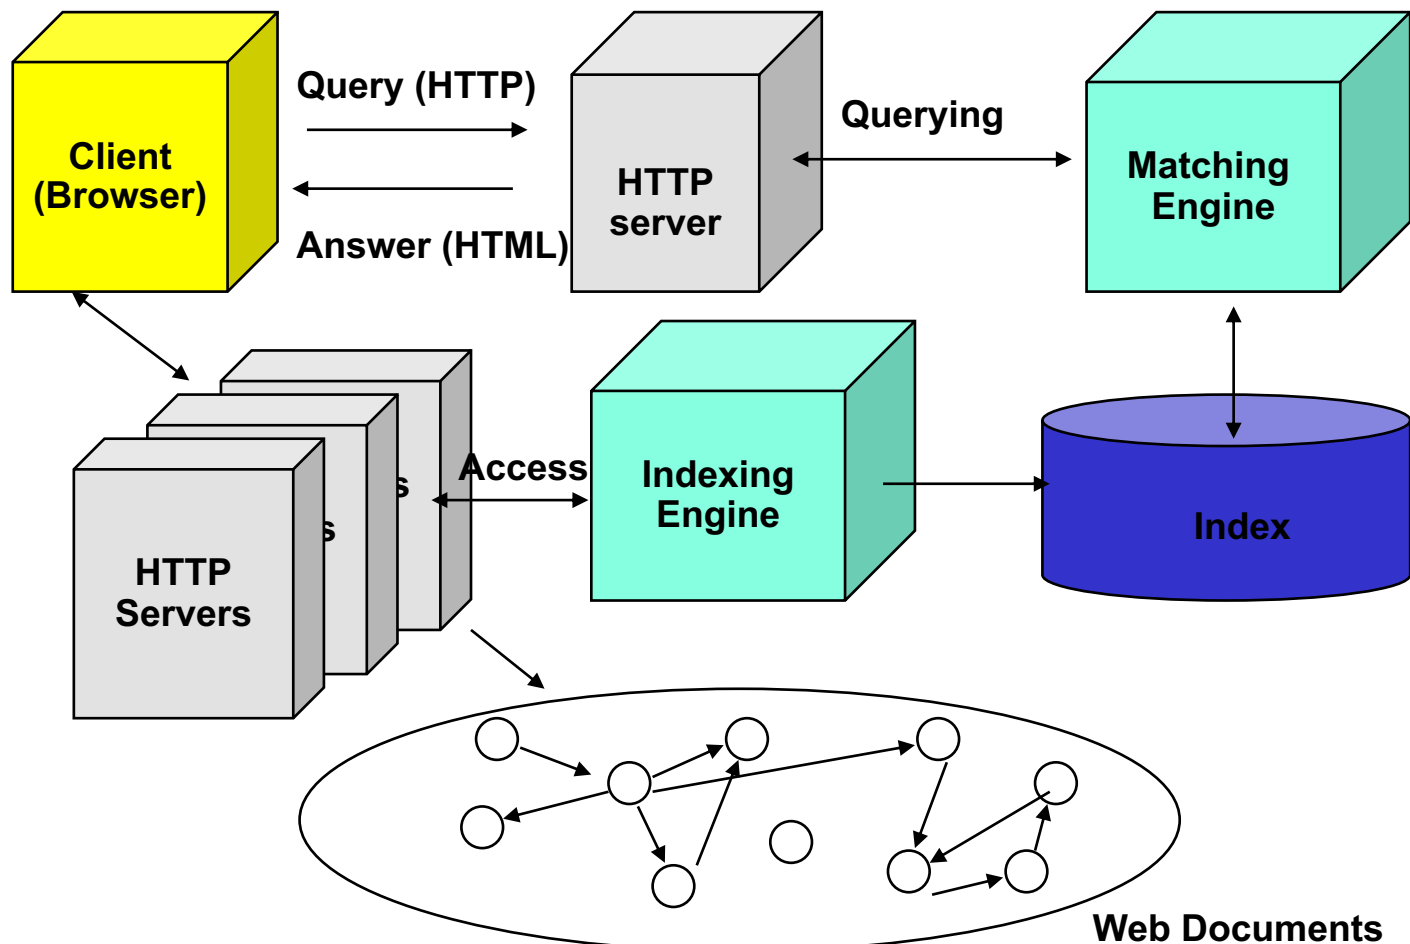 Query (HTTP)
Client
(Browser)
Answer (HTML)
HTTP
server
Querying
Matching
Engine
Access
s
s
HTTP
Servers
Indexing
Engine
Index
Web Documents